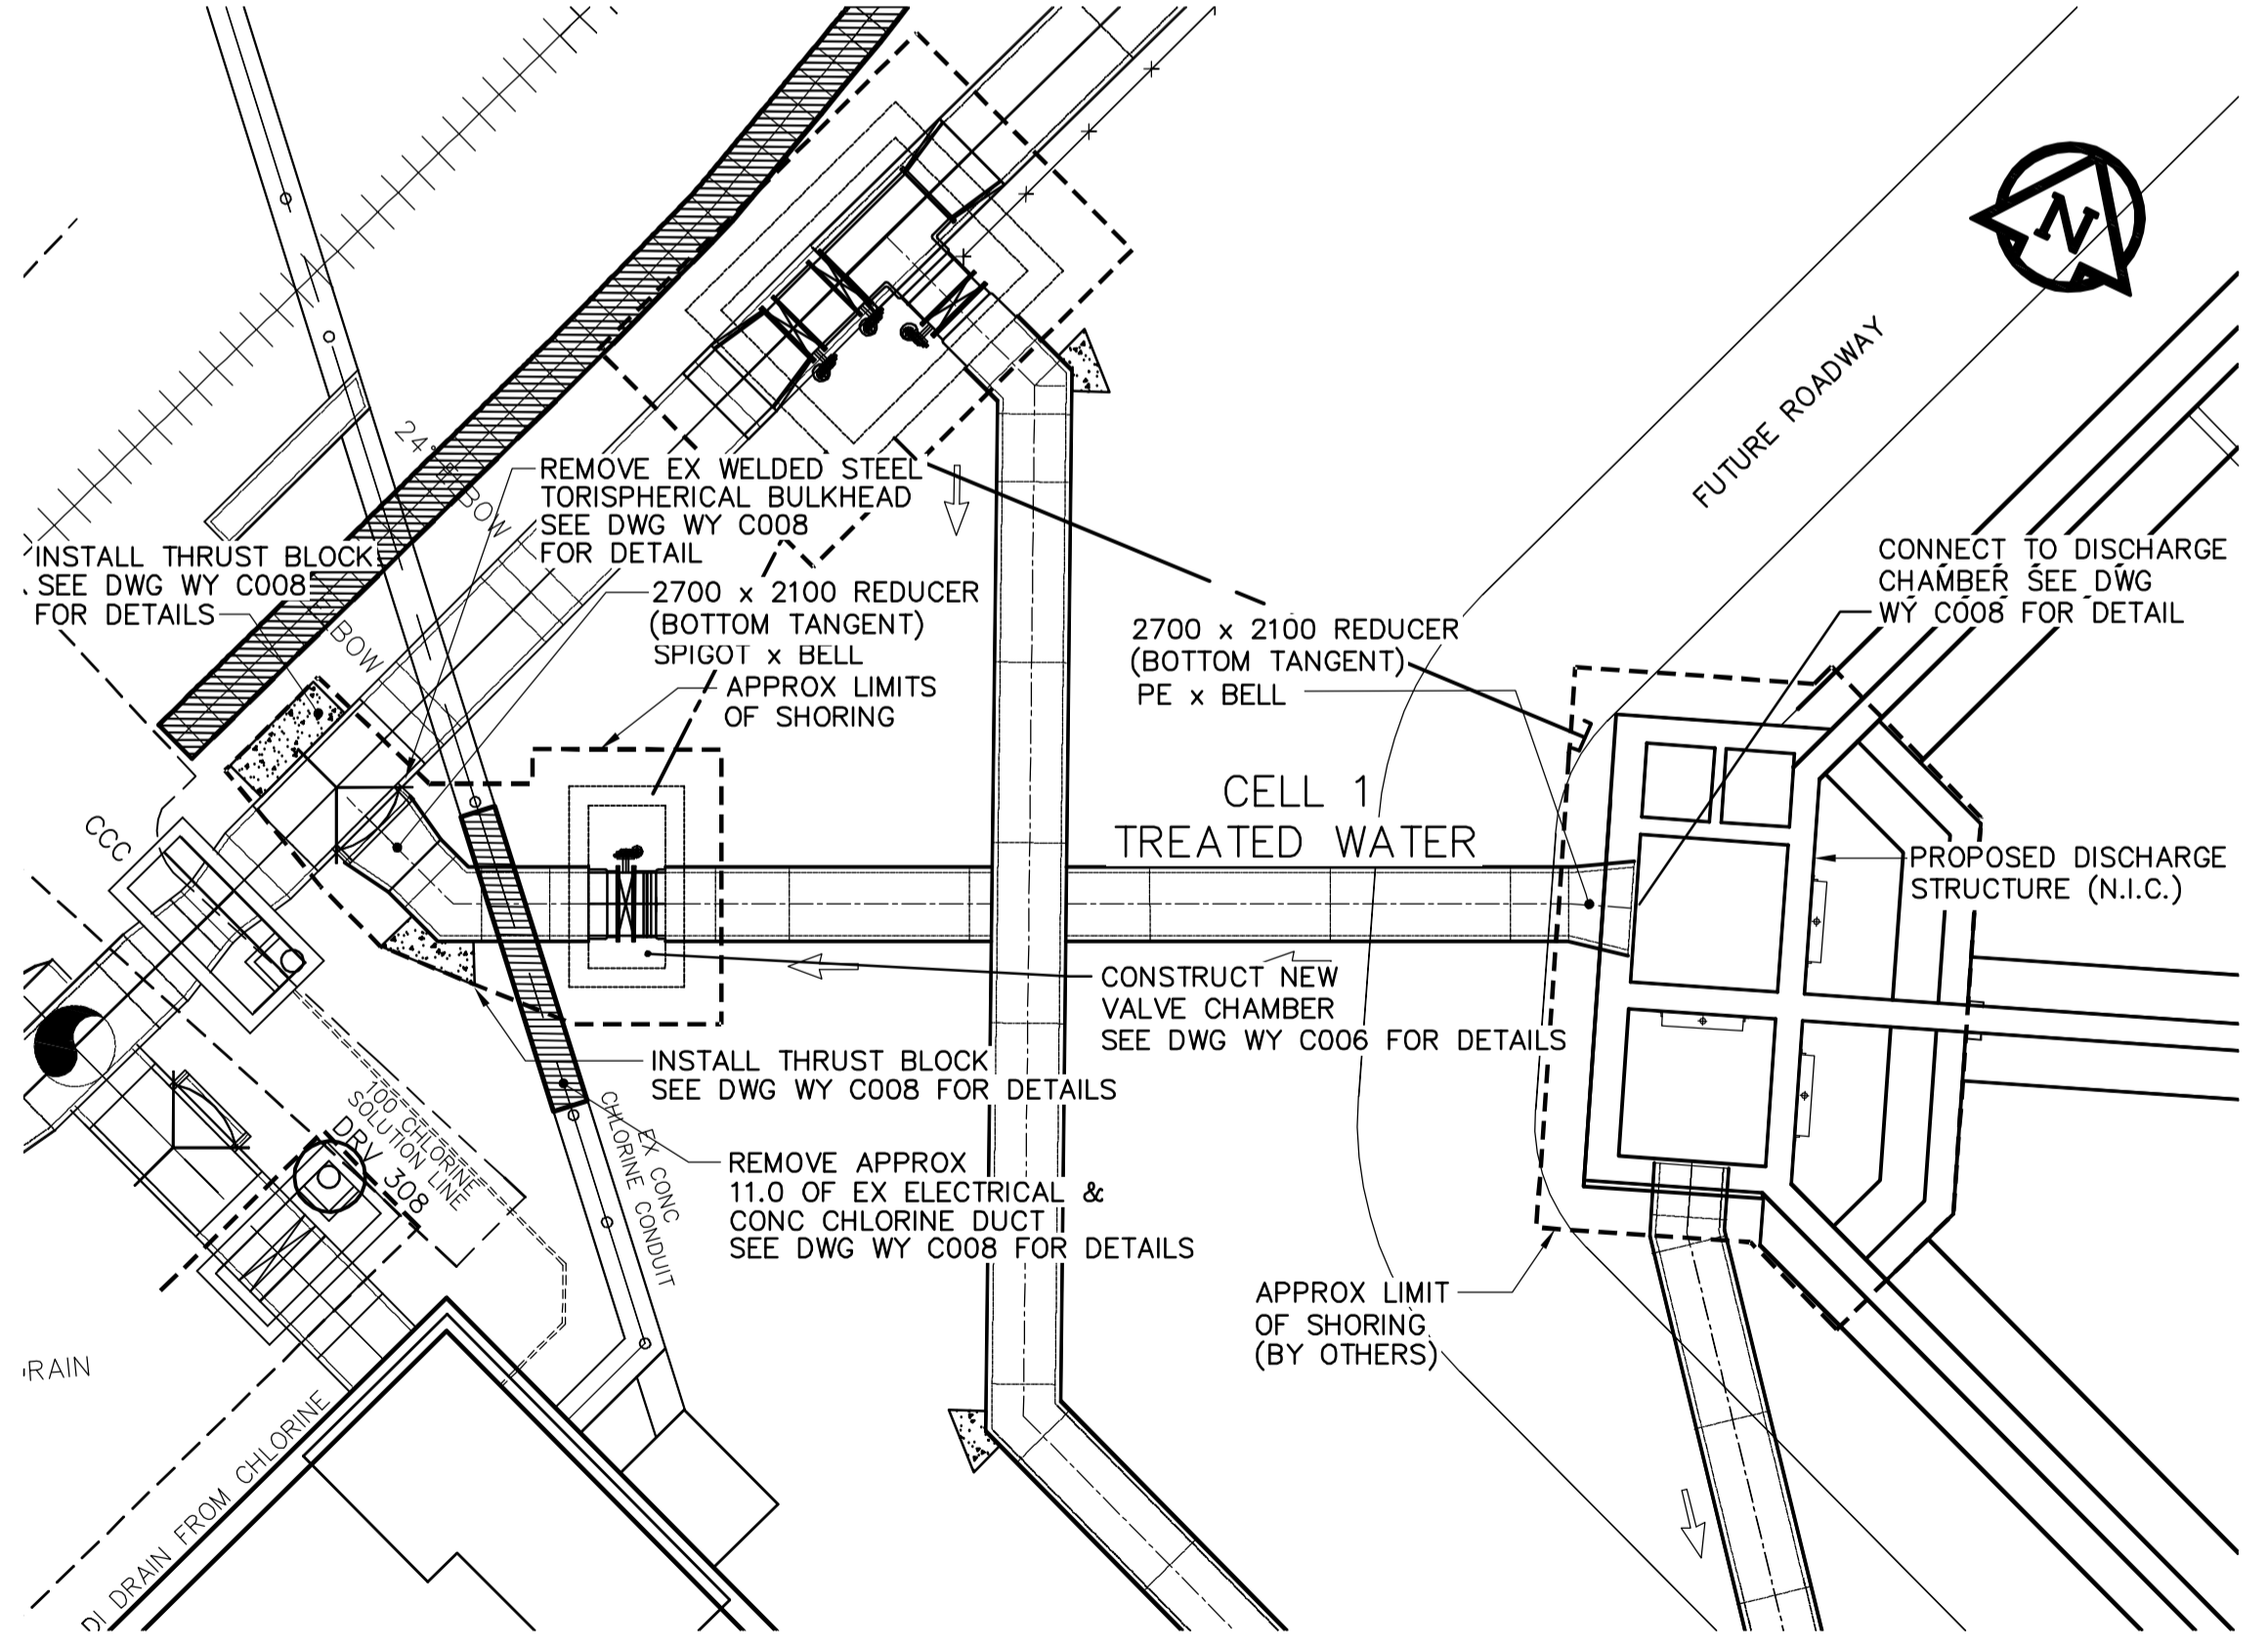 N
FUTURE ROADWAY
24" ELBOW
REMOVE EX WELDED STEEL
TORISPHERICAL BULKHEAD
SEE DWG WY C008
FOR DETAIL
INSTALL THRUST BLOCK
SEE DWG WY C008
FOR DETAILS
BOW
2700 x 2100 REDUCER
(BOTTOM TANGENT)
SPIGOT x BELL
APPROX LIMITS
OF SHORING
2700 x 2100 REDUCER
(BOTTOM TANGENT)
PE x BELL
CONNECT TO DISCHARGE
CHAMBER SEE DWG
WY C008 FOR DETAIL
CELL 1
TREATED WATER
PROPOSED DISCHARGE
STRUCTURE (N.I.C.)
CCC
CONSTRUCT NEW
VALVE CHAMBER
SEE DWG WY C006 FOR DETAILS
INSTALL THRUST BLOCK
SEE DWG WY C008 FOR DETAILS
100 CHLORINE
SOLUTION LINE
DRV 308
EX CONC
CHLORINE CONDUIT
REMOVE APPROX
11.0 OF EX ELECTRICAL &
CONC CHLORINE DUCT
SEE DWG WY C008 FOR DETAILS
APPROX LIMIT
OF SHORING
(BY OTHERS)
RAIN
DI DRAIN FROM CHLORINE